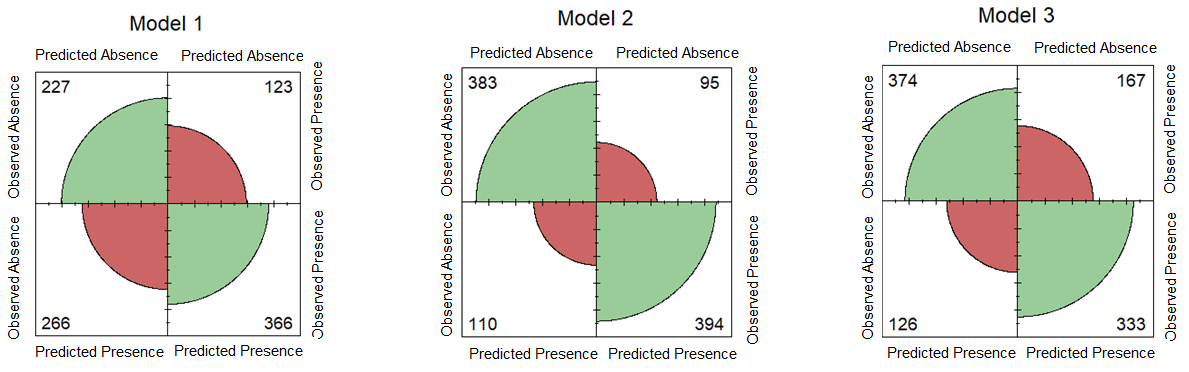 Model 1
Predicted Absence Predicted Absence
Observed Absence
227 123
Observed Presence
Observed Absence
266 366
Observed Presence
Predicted Presence Predicted Presence
Model 2
Predicted Absence Predicted Absence
Observed Absence
383 95
Observed Presence
Observed Absence
110 394
Observed Presence
Predicted Presence Predicted Presence
Model 3
Predicted Absence Predicted Absence
Observed Absence
374 167
Observed Presence
Observed Absence
126 333
Observed Presence
Predicted Presence Predicted Presence